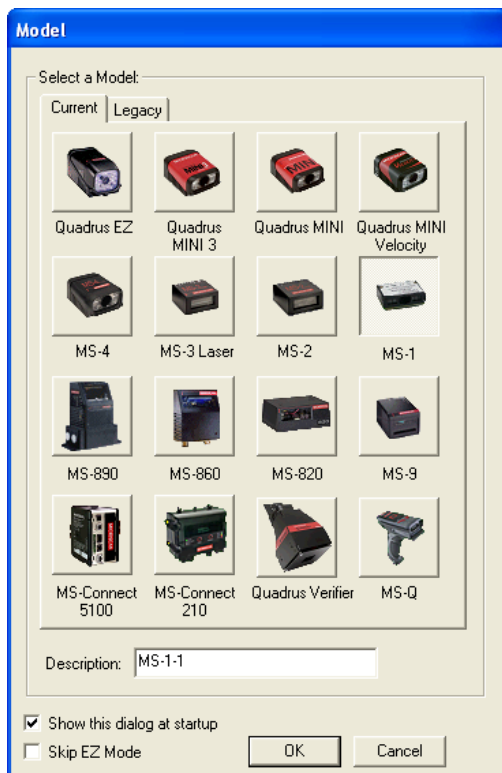 Model
Select a Model:
Current Legacy
Quadrus EZ Quadrus MINI 3 Quadrus MINI Quadrus MINI Velocity
MS-4 MS-3 Laser MS-2 MS-1
MS-890 MS-860 MS-820 MS-9
MS-Connect 5100 MS-Connect 210 Quadrus Verifier MS-Q
Description: MS-1-1
Show this dialog at startup
Skip EZ Mode OK Cancel